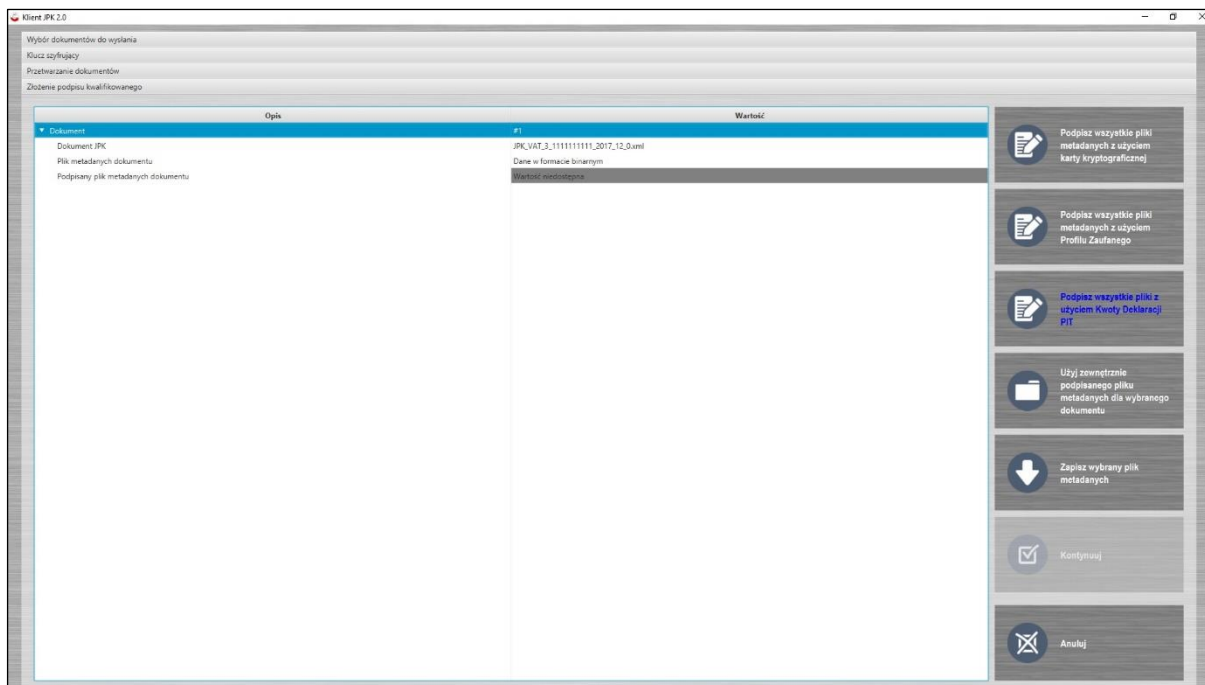 Klient JPK 2.0
Wybór dokumentów do wysłania
Klucz szyfrujący
Przetwarzanie dokumentów
Złożenie podpisu kwalifikowanego
Opis Wartość
Dokument #1
Dokument JPK JPK_VAT_3_1111111111_2017_12_0.xml
Plik metadanych dokumentu Dane w formacie binarnym
Podpisany plik metadanych dokumentu Wartość niedostępna
Podpisz wszystkie pliki
metadanych z użyciem
karty kryptograficznej
Podpisz wszystkie pliki
metadanych z użyciem
Profilu Zaufanego
Podpisz wszystkie pliki z
użyciem Kwoty Deklaracji
PIT
Użyj zewnętrznie
podpisanego pliku
metadanych dla wybranego
dokumentu
Zapisz wybrany plik
metadanych
Kontynuuj
Anuluj